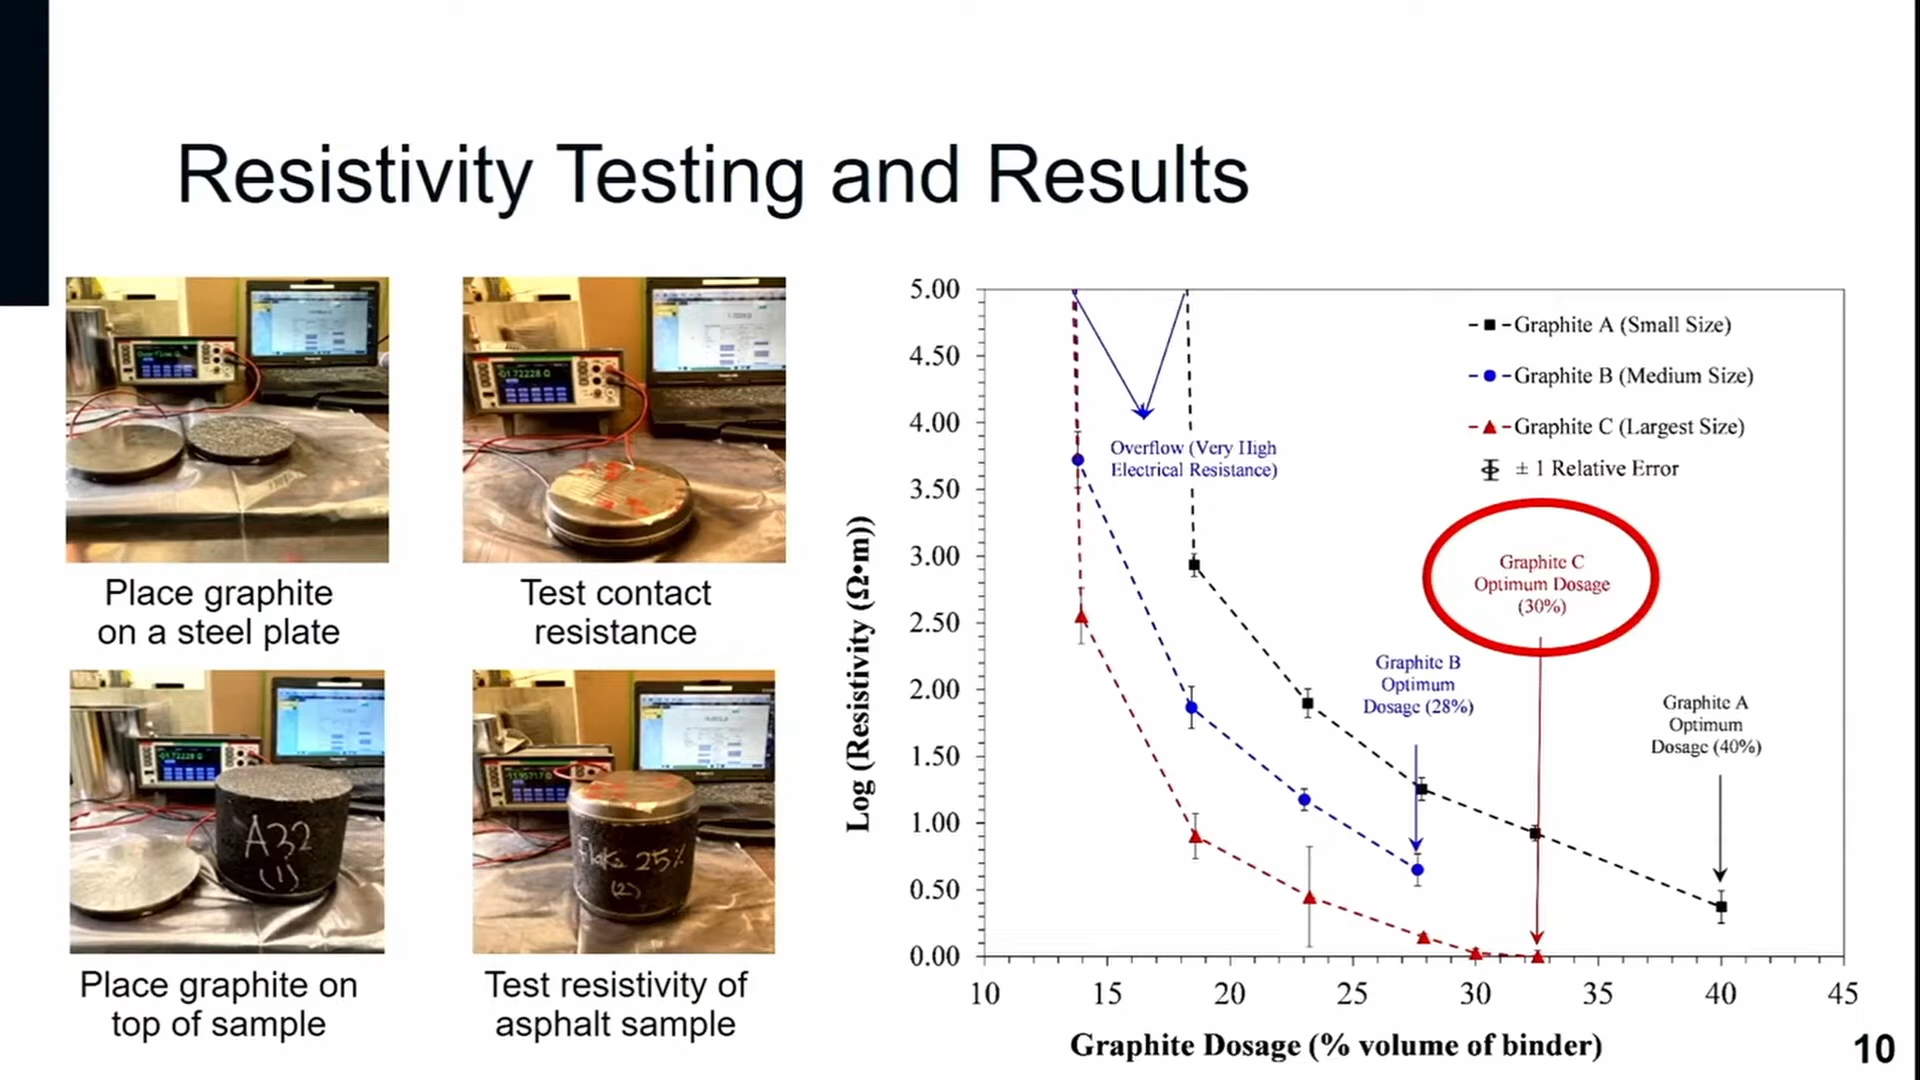 Resistivity Testing and Results
Place graphite
on a steel plate
Test contact
resistance
A32
(1)
Flake 25%
(2)
Place graphite on
top of sample
Test resistivity of
asphalt sample
Log (Resistivity (Ω•m))
5.00
4.50
4.00
3.50
3.00
2.50
2.00
1.50
1.00
0.50
0.00
10
15
20
25
30
35
40
45
Graphite Dosage (% volume of binder)
Graphite A (Small Size)
Graphite B (Medium Size)
Graphite C (Largest Size)
± 1 Relative Error
Overflow (Very High
Electrical Resistance)
Graphite C
Optimum Dosage
(30%)
Graphite B
Optimum
Dosage (28%)
Graphite A
Optimum
Dosage (40%)
10